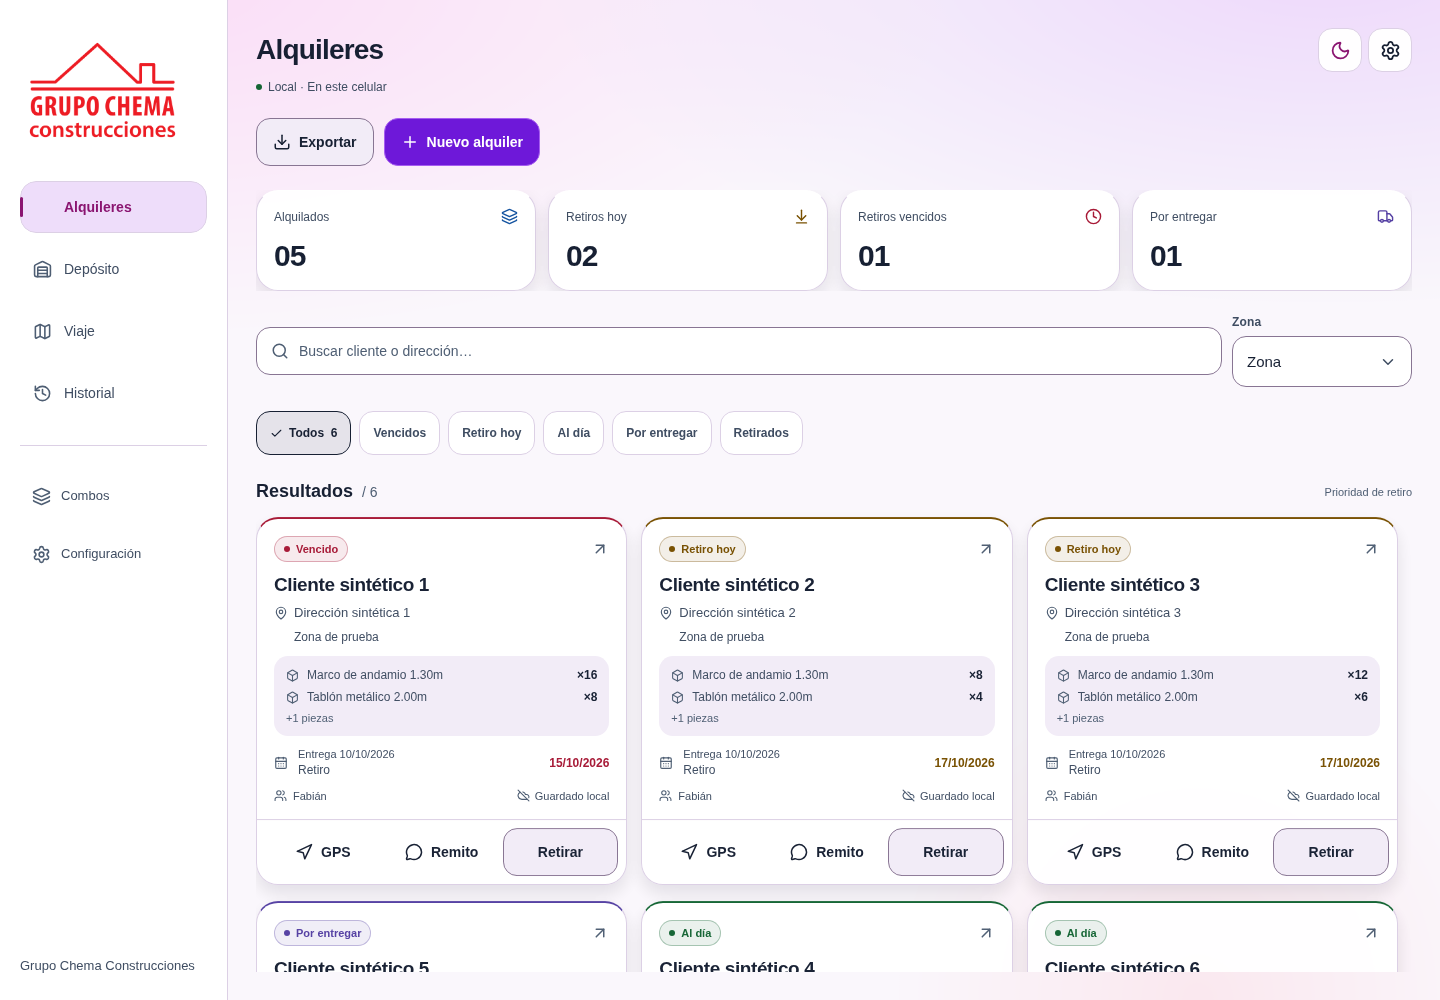 GRUPO CHEMA
construcciones
Alquileres
Depósito
Viaje
Historial
Combos
Configuración
Grupo Chema Construcciones
Alquileres
Local · En este celular
Exportar
Nuevo alquiler
Alquilados
05
Retiros hoy
02
Retiros vencidos
01
Por entregar
01
Buscar cliente o dirección…
Zona
Zona
Todos 6
Vencidos
Retiro hoy
Al día
Por entregar
Retirados
Resultados / 6
Prioridad de retiro
Vencido
Cliente sintético 1
Dirección sintética 1
Zona de prueba
Marco de andamio 1.30m ×16
Tablón metálico 2.00m ×8
+1 piezas
Entrega 10/10/2026
Retiro 15/10/2026
Fabián Guardado local
GPS Remito Retirar
Retiro hoy
Cliente sintético 2
Dirección sintética 2
Zona de prueba
Marco de andamio 1.30m ×8
Tablón metálico 2.00m ×4
+1 piezas
Entrega 10/10/2026
Retiro 17/10/2026
Fabián Guardado local
GPS Remito Retirar
Retiro hoy
Cliente sintético 3
Dirección sintética 3
Zona de prueba
Marco de andamio 1.30m ×12
Tablón metálico 2.00m ×6
+1 piezas
Entrega 10/10/2026
Retiro 17/10/2026
Fabián Guardado local
GPS Remito Retirar
Por entregar
Cliente sintético 5
Al día
Cliente sintético 4
Al día
Cliente sintético 6